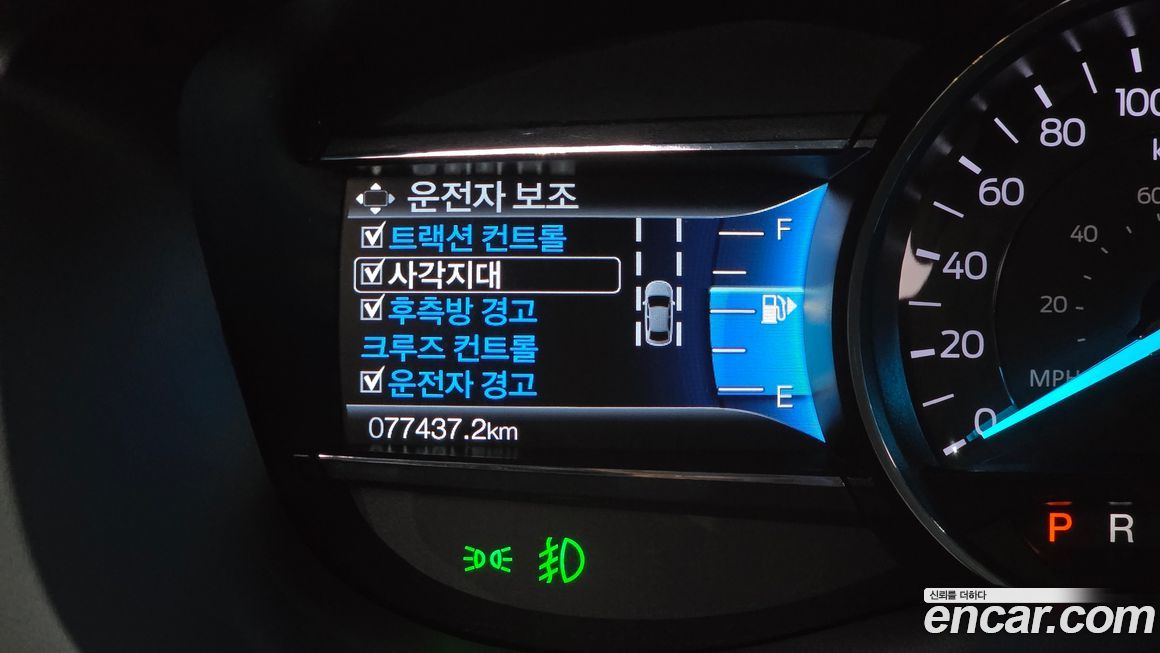 운전자 보조
트랙션 컨트롤
사각지대
후측방 경고
크루즈 컨트롤
운전자 경고
077437.2km
F
E
100
80
60
40
20
0
60
40
20
MPH
P R
신뢰를 더하다
encar.com